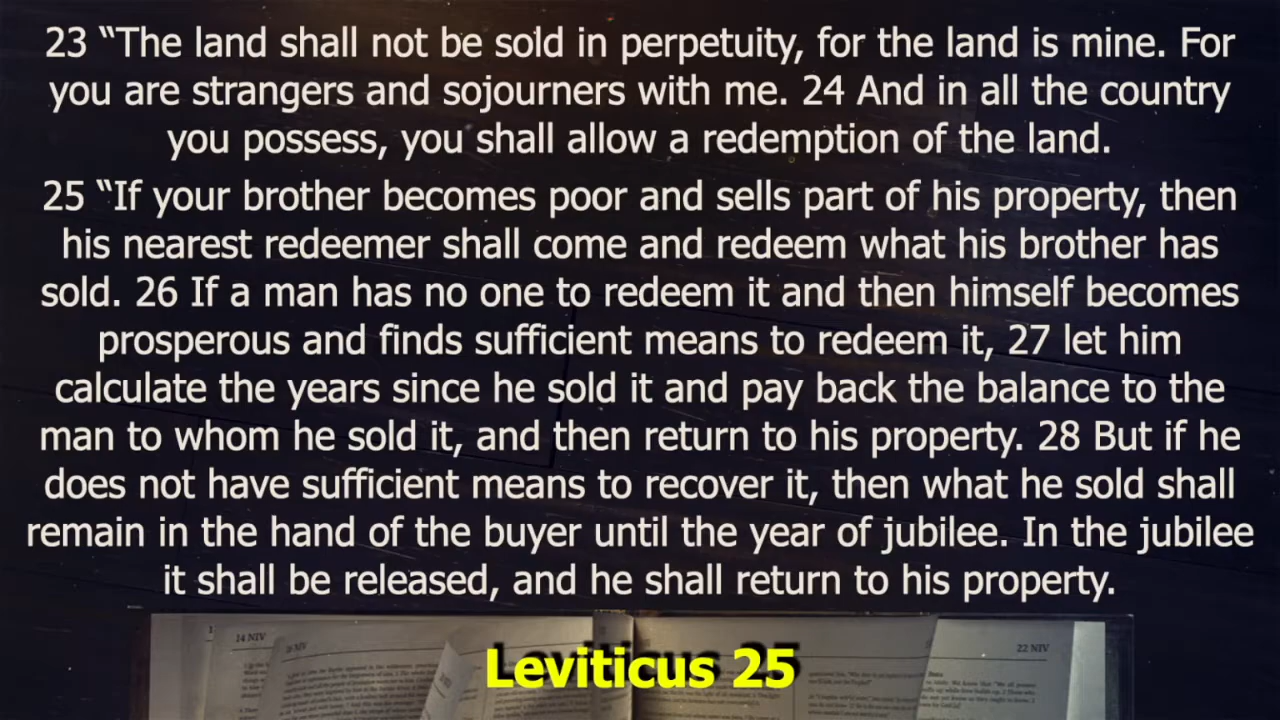 23 “The land shall not be sold in perpetuity, for the land is mine. For
you are strangers and sojourners with me. 24 And in all the country
you possess, you shall allow a redemption of the land.
25 “If your brother becomes poor and sells part of his property, then
his nearest redeemer shall come and redeem what his brother has
sold. 26 If a man has no one to redeem it and then himself becomes
prosperous and finds sufficient means to redeem it, 27 let him
calculate the years since he sold it and pay back the balance to the
man to whom he sold it, and then return to his property. 28 But if he
does not have sufficient means to recover it, then what he sold shall
remain in the hand of the buyer until the year of jubilee. In the jubilee
it shall be released, and he shall return to his property.
14 NIV
22 NIV
Leviticus 25